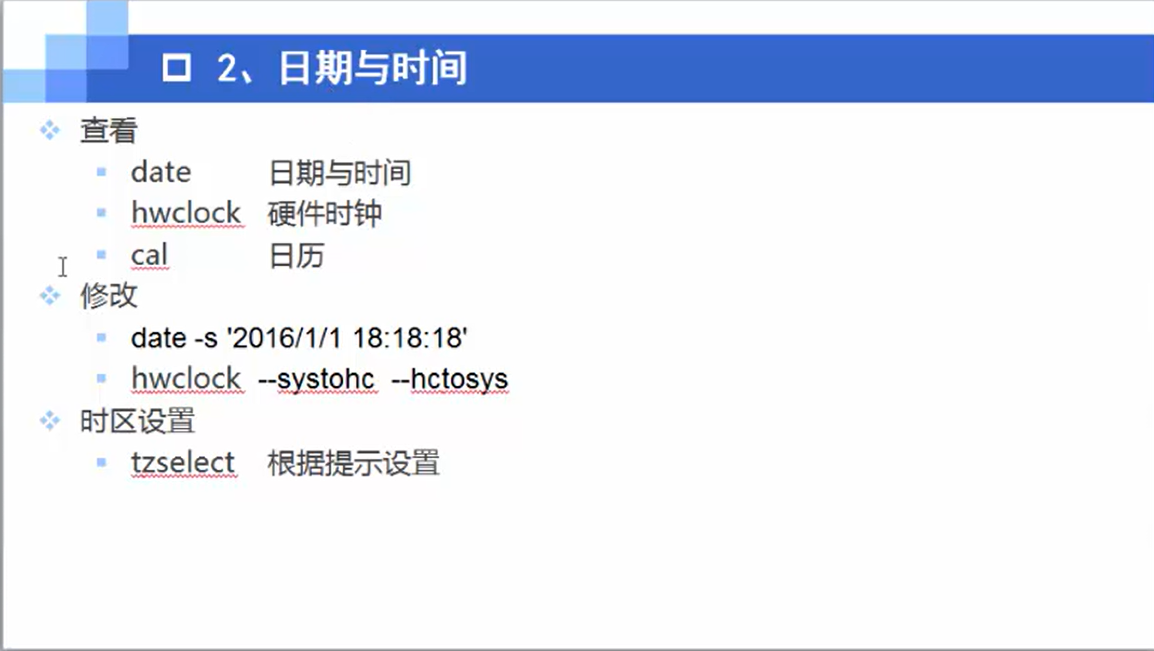 2、日期与时间
查看
date 日期与时间
hwclock 硬件时钟
cal 日历
修改
date -s '2016/1/1 18:18:18'
hwclock --systohc --hctosys
时区设置
tzselect 根据提示设置